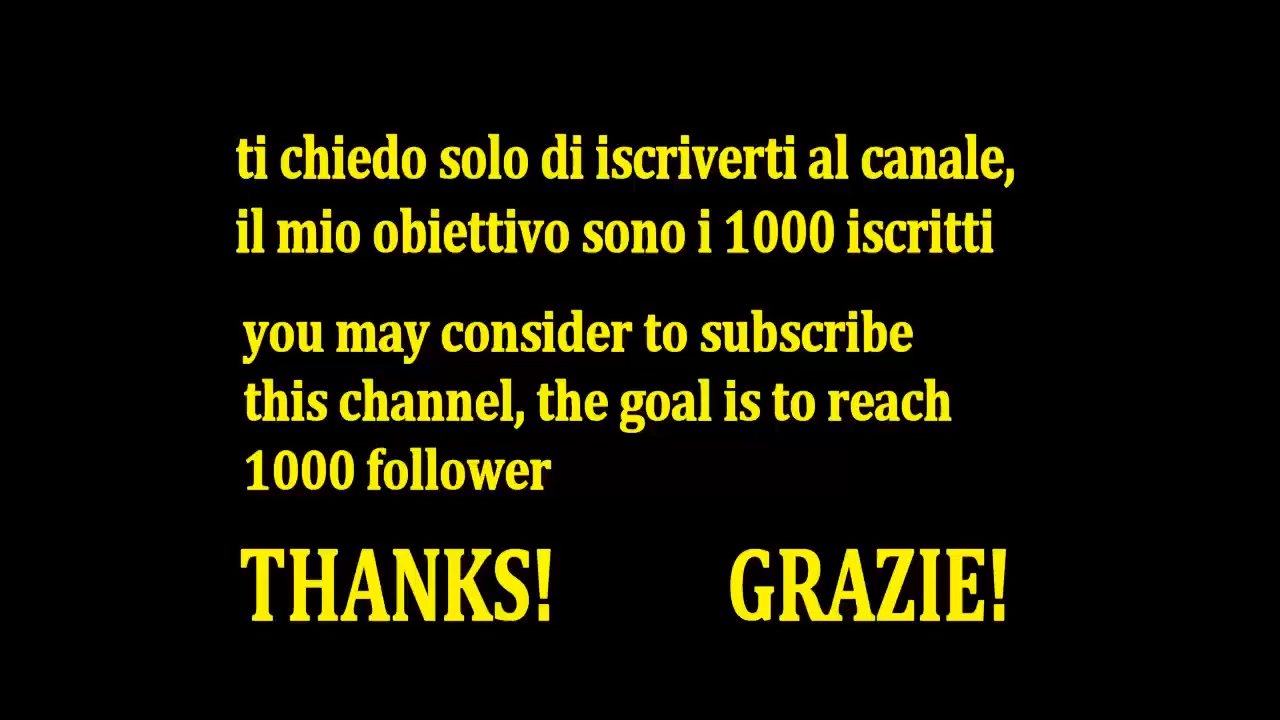 ti chiedo solo di iscriverti al canale,
il mio obiettivo sono i 1000 iscritti
you may consider to subscribe
this channel, the goal is to reach
1000 follower
THANKS! GRAZIE!